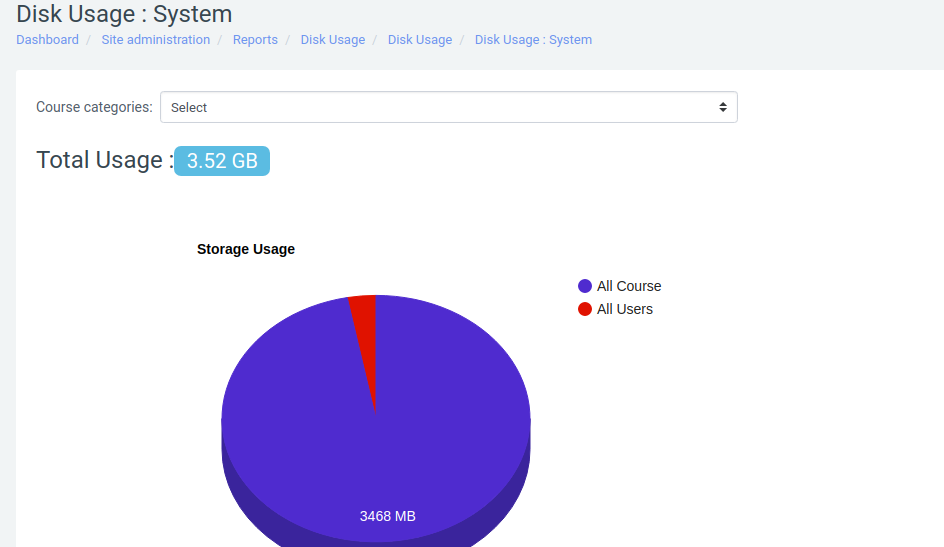 Disk Usage : System
Dashboard / Site administration / Reports / Disk Usage / Disk Usage / Disk Usage : System
Course categories: Select
Total Usage : 3.52 GB
Storage Usage
All Course
All Users
3468 MB